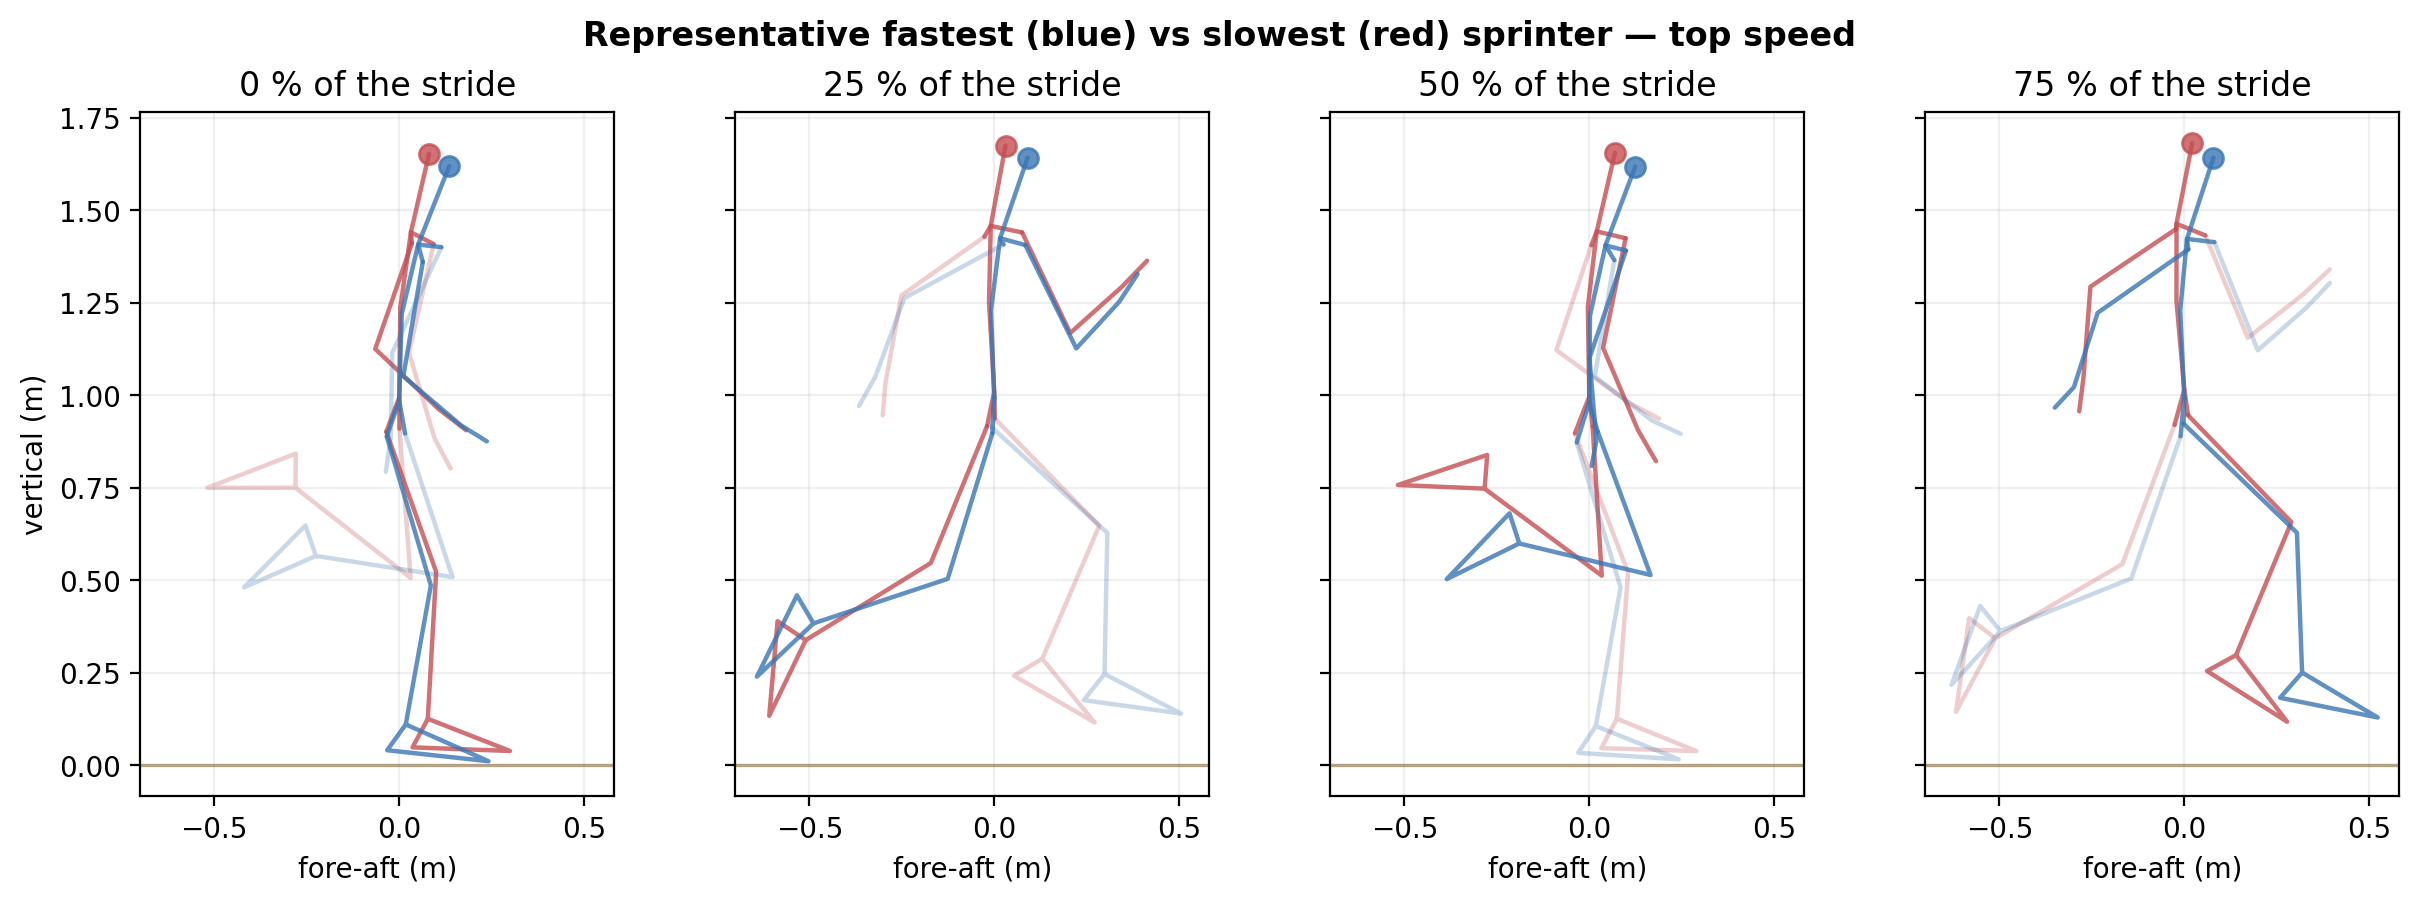 Representative fastest (blue) vs slowest (red) sprinter — top speed
0 % of the stride
25 % of the stride
50 % of the stride
75 % of the stride
1.75
1.50
1.25
1.00
0.75
0.50
0.25
0.00
vertical (m)
−0.5 0.0 0.5
−0.5 0.0 0.5
−0.5 0.0 0.5
−0.5 0.0 0.5
fore-aft (m)
fore-aft (m)
fore-aft (m)
fore-aft (m)